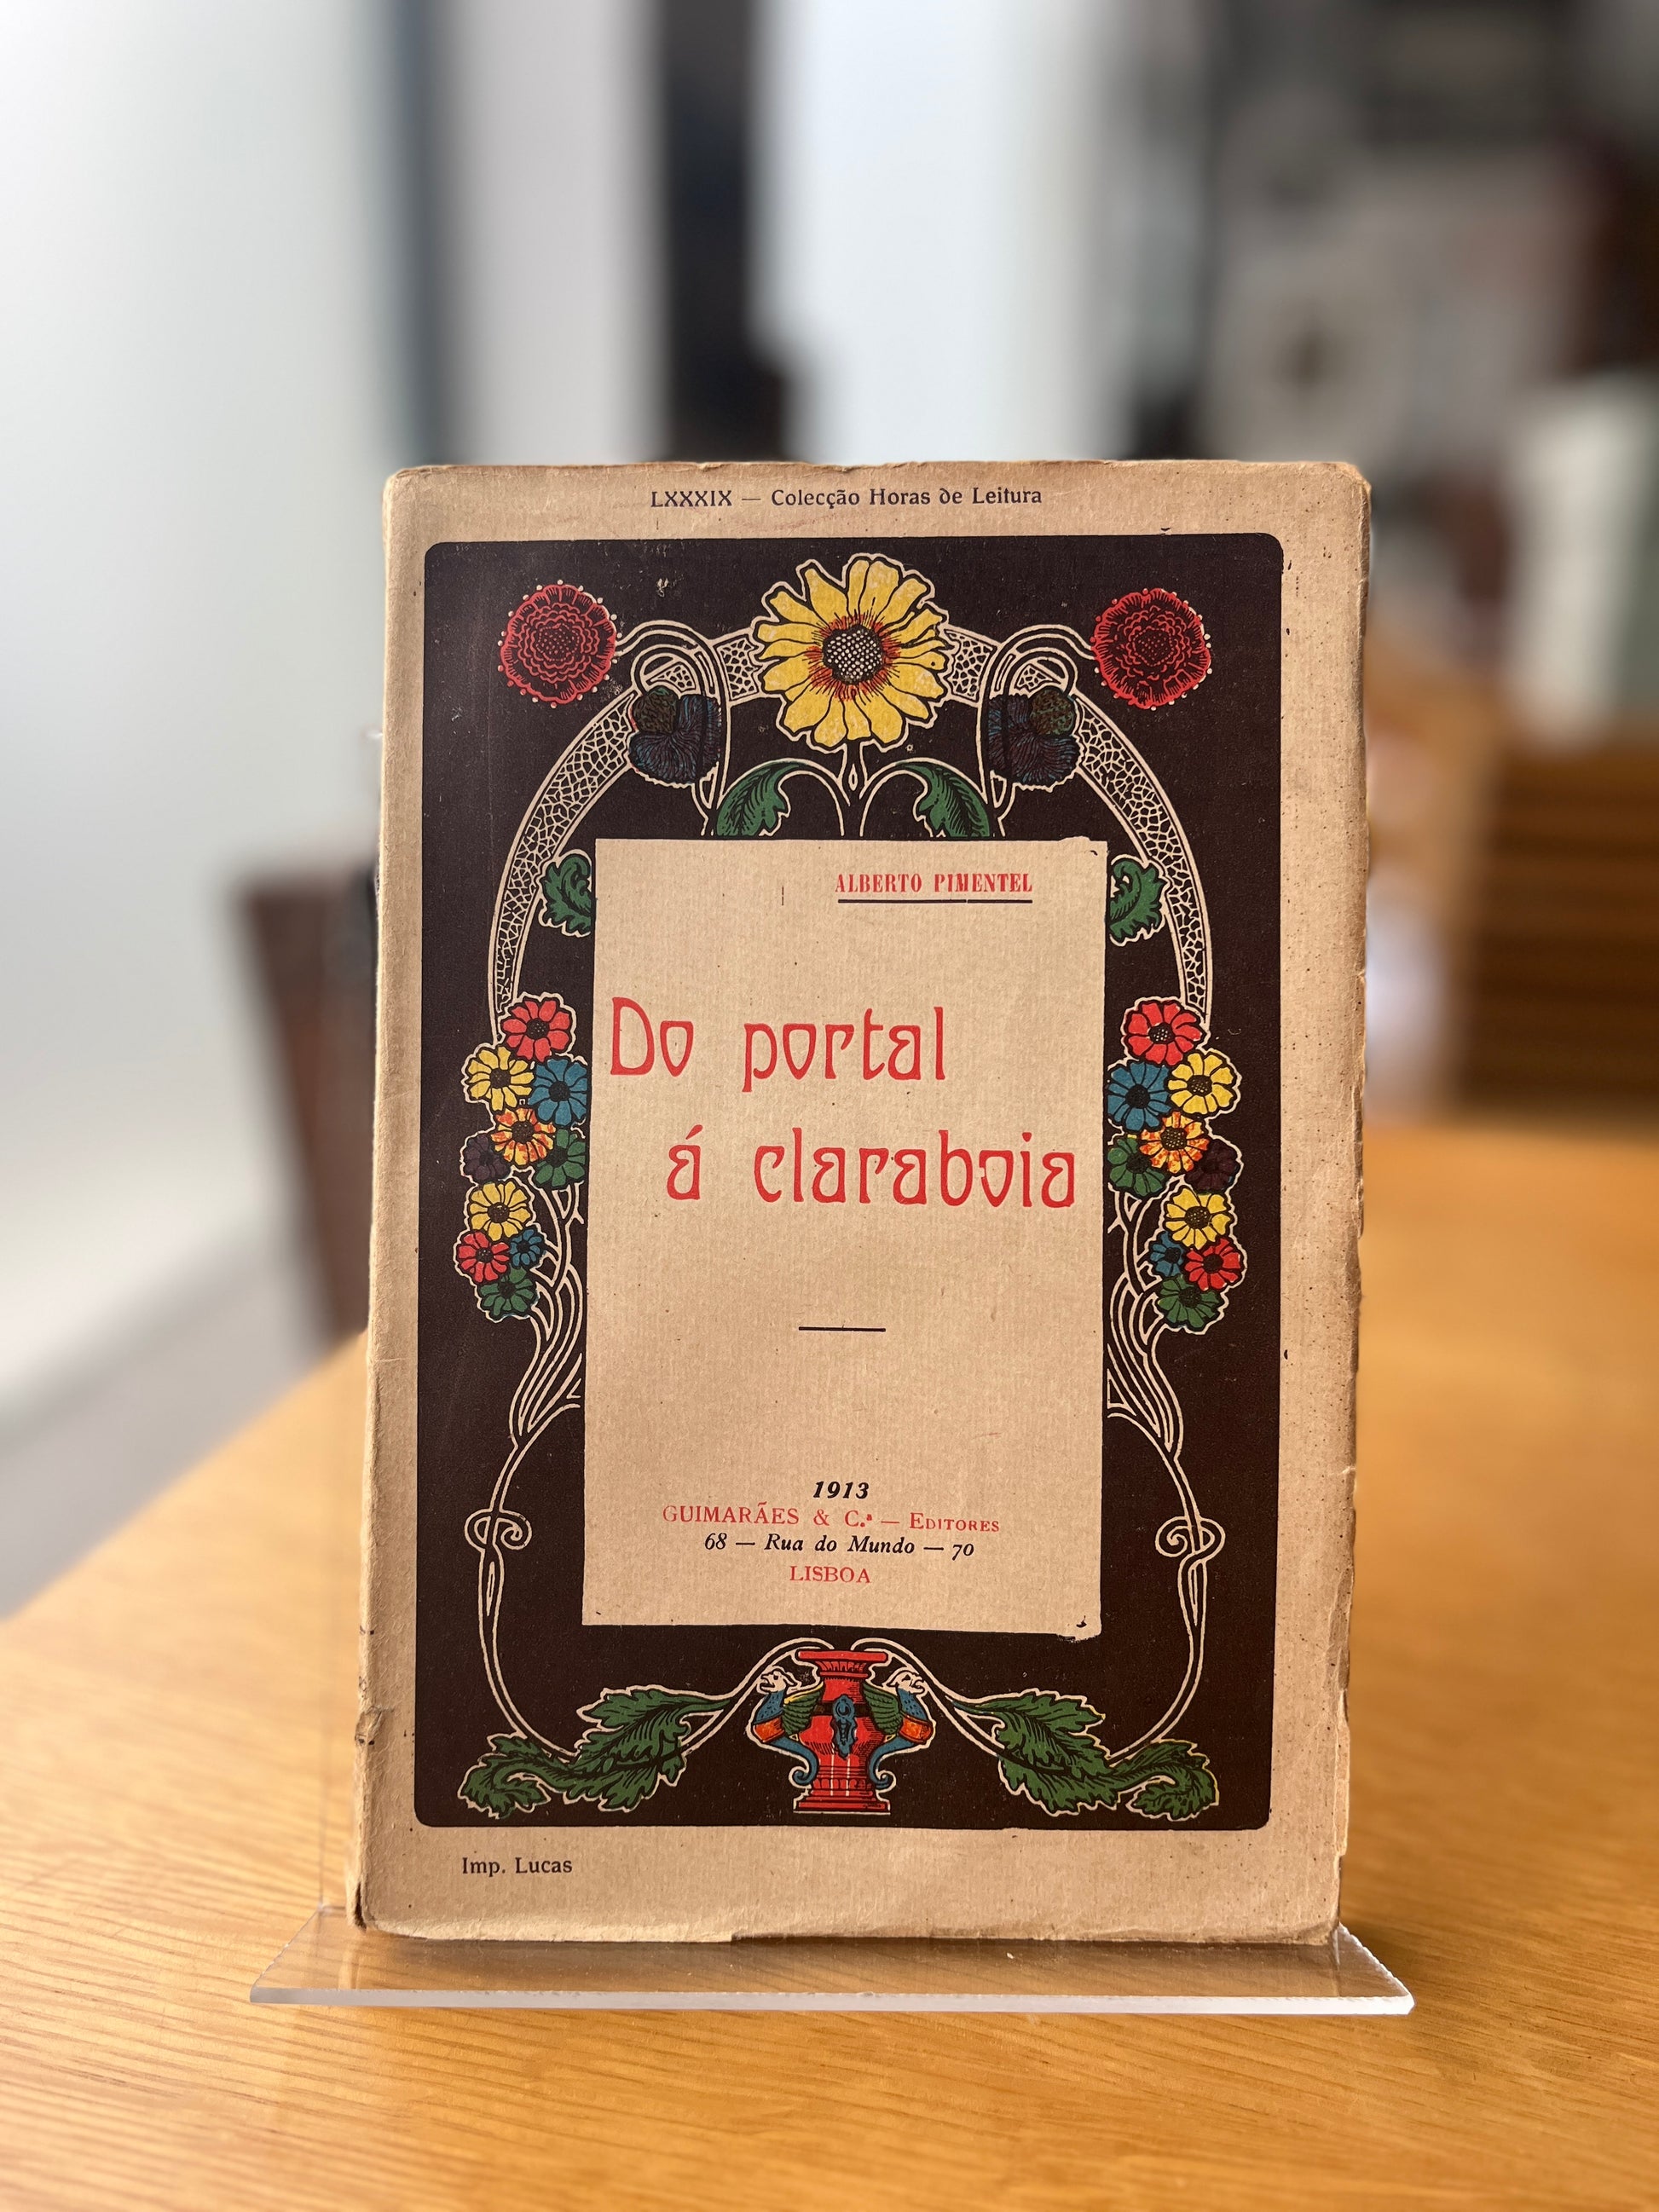 LXXXIX — Colecção Horas de Leitura
ALBERTO PIMENTEL
Do portal
á claraboia
1913
GUIMARÃES & C.ª — EDITORES
68 — Rua do Mundo — 70
LISBOA
Imp. Lucas